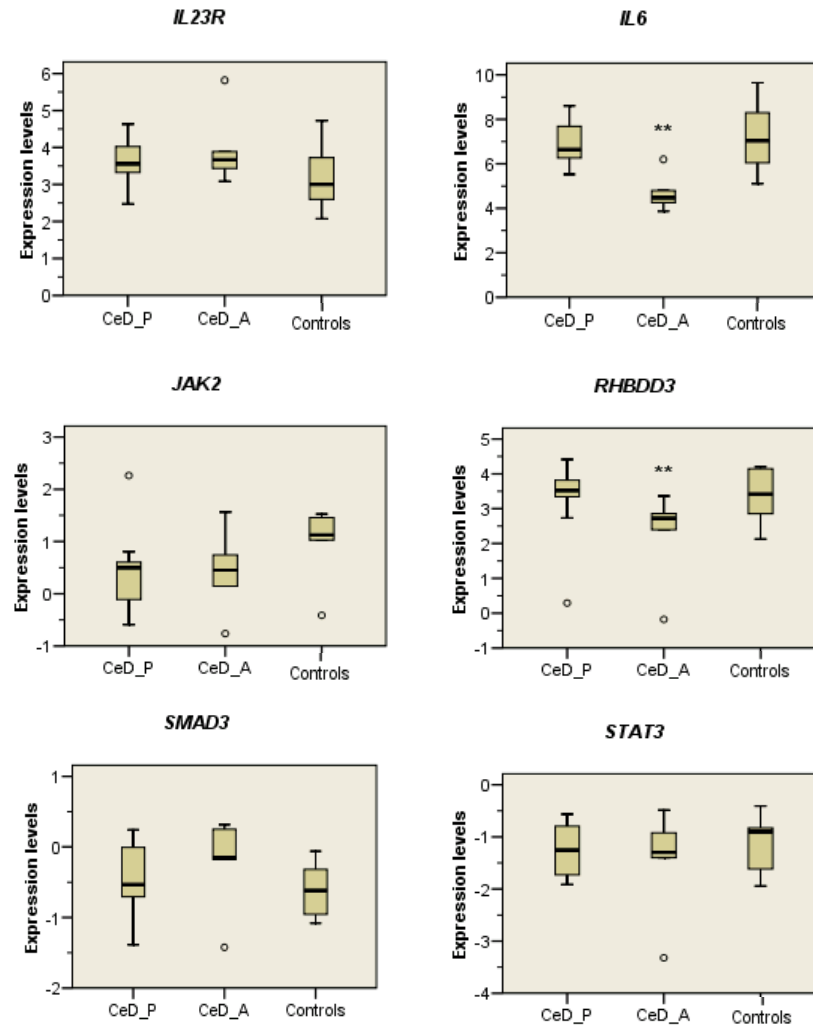 IL23R
Expression levels
6
5
4
3
2
1
0
CeD_P CeD_A Controls
IL6
Expression levels
10
8
6
4
2
0
**
CeD_P CeD_A Controls
JAK2
Expression levels
3
2
1
0
-1
CeD_P CeD_A Controls
RHBDD3
Expression levels
5
4
3
2
1
0
-1
**
CeD_P CeD_A Controls
SMAD3
Expression levels
1
0
-1
-2
CeD_P CeD_A Controls
STAT3
Expression levels
0
-1
-2
-3
-4
CeD_P CeD_A Controls